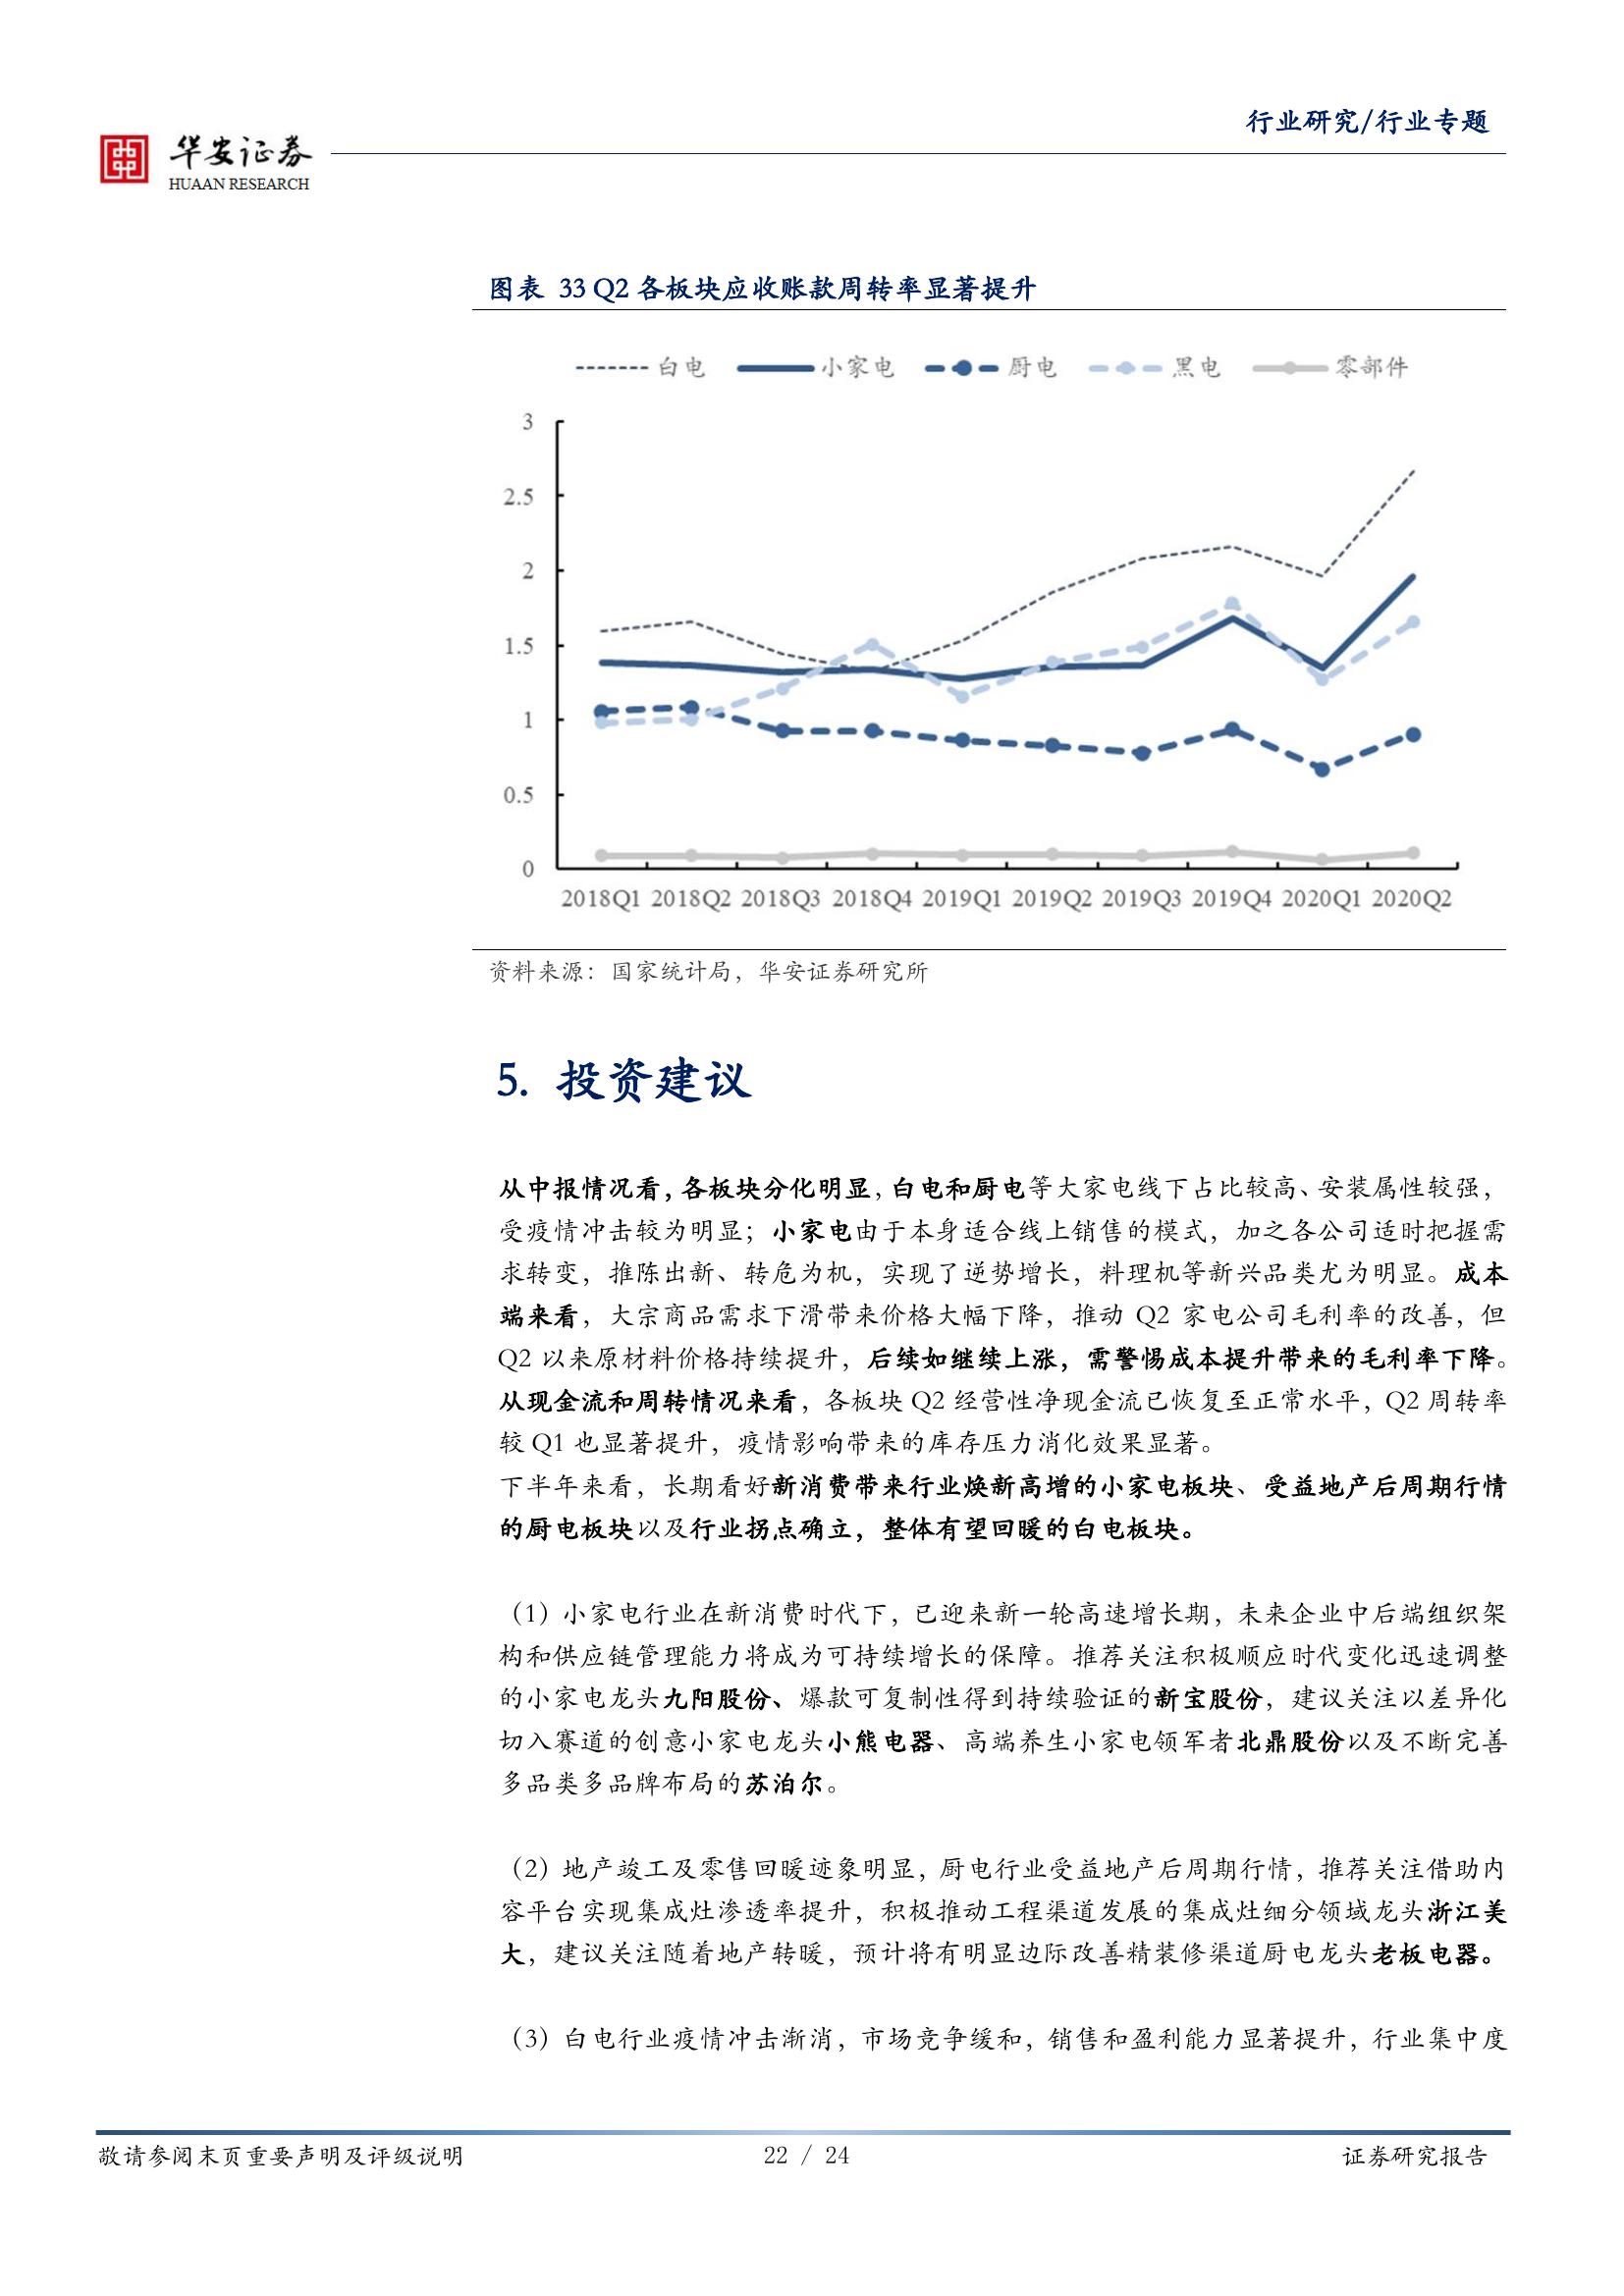 行业研究/行业专题
华安证券
HUAAN RESEARCH
图表 33 Q2 各板块应收账款周转率显著提升
白电 小家电 厨电 黑电 零部件
3
2.5
2
1.5
1
0.5
0
2018Q1 2018Q2 2018Q3 2018Q4 2019Q1 2019Q2 2019Q3 2019Q4 2020Q1 2020Q2
资料来源：国家统计局，华安证券研究所
5. 投资建议
从中报情况看，各板块分化明显，白电和厨电等大家电线下占比较高、安装属性较强，
受疫情冲击较为明显；小家电由于本身适合线上销售的模式，加之各公司适时把握需
求转变，推陈出新、转危为机，实现了逆势增长，料理机等新兴品类尤为明显。成本
端来看，大宗商品需求下滑带来价格大幅下降，推动 Q2 家电公司毛利率的改善，但
Q2 以来原材料价格持续提升，后续如继续上涨，需警惕成本提升带来的毛利率下降。
从现金流和周转情况来看，各板块 Q2 经营性净现金流已恢复至正常水平，Q2 周转率
较 Q1 也显著提升，疫情影响带来的库存压力消化效果显著。
下半年来看，长期看好新消费带来行业焕新高增的小家电板块、受益地产后周期行情
的厨电板块以及行业拐点确立，整体有望回暖的白电板块。
（1）小家电行业在新消费时代下，已迎来新一轮高速增长期，未来企业中后端组织架
构和供应链管理能力将成为可持续增长的保障。推荐关注积极顺应时代变化迅速调整
的小家电龙头九阳股份、爆款可复制性得到持续验证的新宝股份，建议关注以差异化
切入赛道的创意小家电龙头小熊电器、高端养生小家电领军者北鼎股份以及不断完善
多品类多品牌布局的苏泊尔。
（2）地产竣工及零售回暖迹象明显，厨电行业受益地产后周期行情，推荐关注借助内
容平台实现集成灶渗透率提升，积极推动工程渠道发展的集成灶细分领域龙头浙江美
大，建议关注随着地产转暖，预计将有明显边际改善精装修渠道厨电龙头老板电器。
（3）白电行业疫情冲击渐消，市场竞争缓和，销售和盈利能力显著提升，行业集中度
敬请参阅末页重要声明及评级说明 22 / 24 证券研究报告